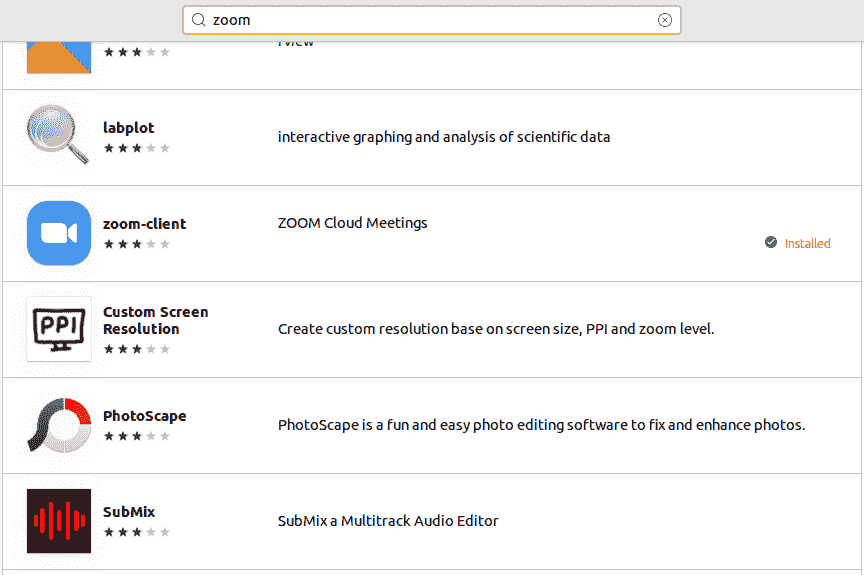 zoom
rview
labplot
interactive graphing and analysis of scientific data
zoom-client
ZOOM Cloud Meetings
Installed
PPI
Custom Screen
Resolution
Create custom resolution base on screen size, PPI and zoom level.
PhotoScape
PhotoScape is a fun and easy photo editing software to fix and enhance photos.
SubMix
SubMix a Multitrack Audio Editor